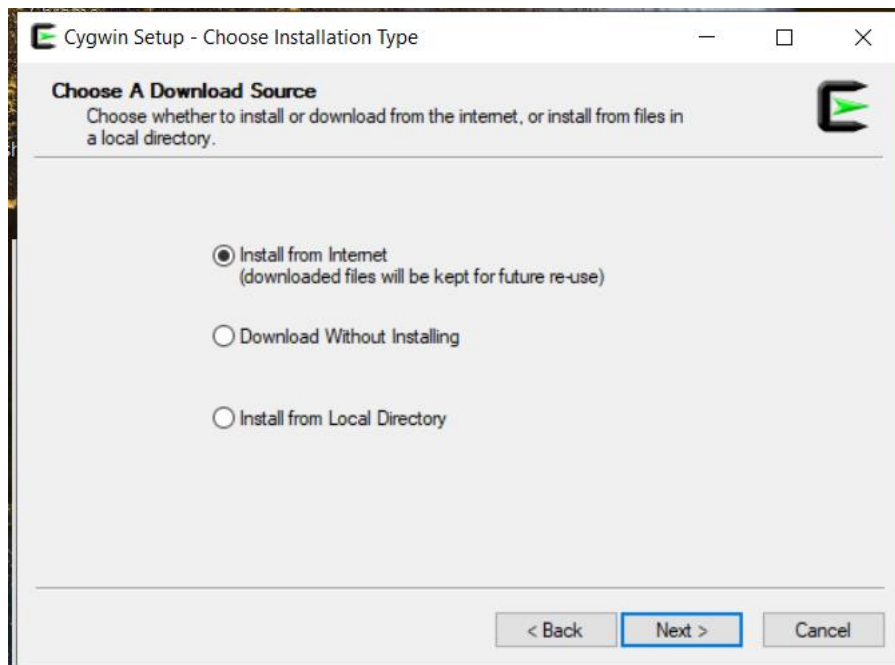 Cygwin Setup - Choose Installation Type
Choose A Download Source
Choose whether to install or download from the internet, or install from files in
a local directory.
Install from Internet
(downloaded files will be kept for future re-use)
Download Without Installing
Install from Local Directory
< Back Next > Cancel